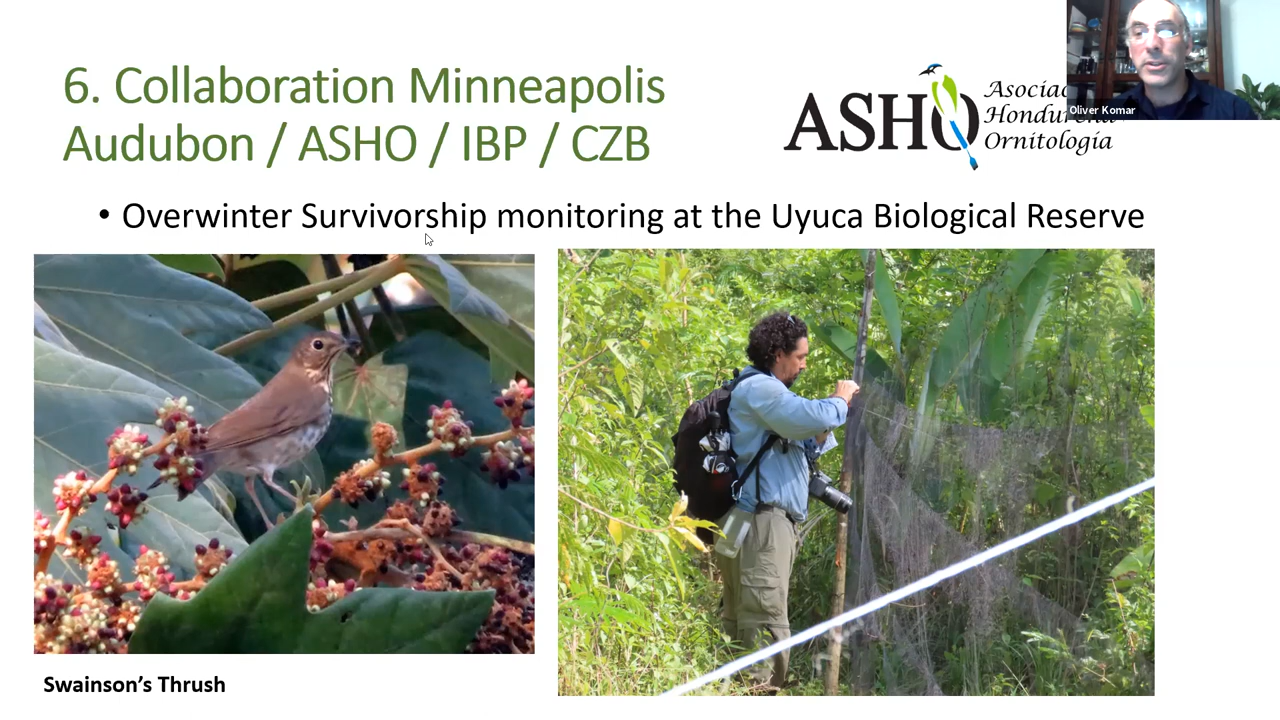 6. Collaboration Minneapolis
Audubon / ASHO / IBP / CZB
ASHO
Asociac
Hondureña
Ornitología
Oliver Komar
• Overwinter Survivorship monitoring at the Uyuca Biological Reserve
Swainson's Thrush